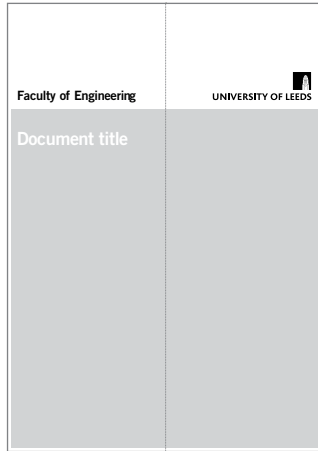 Faculty of Engineering
UNIVERSITY OF LEEDS
Document title